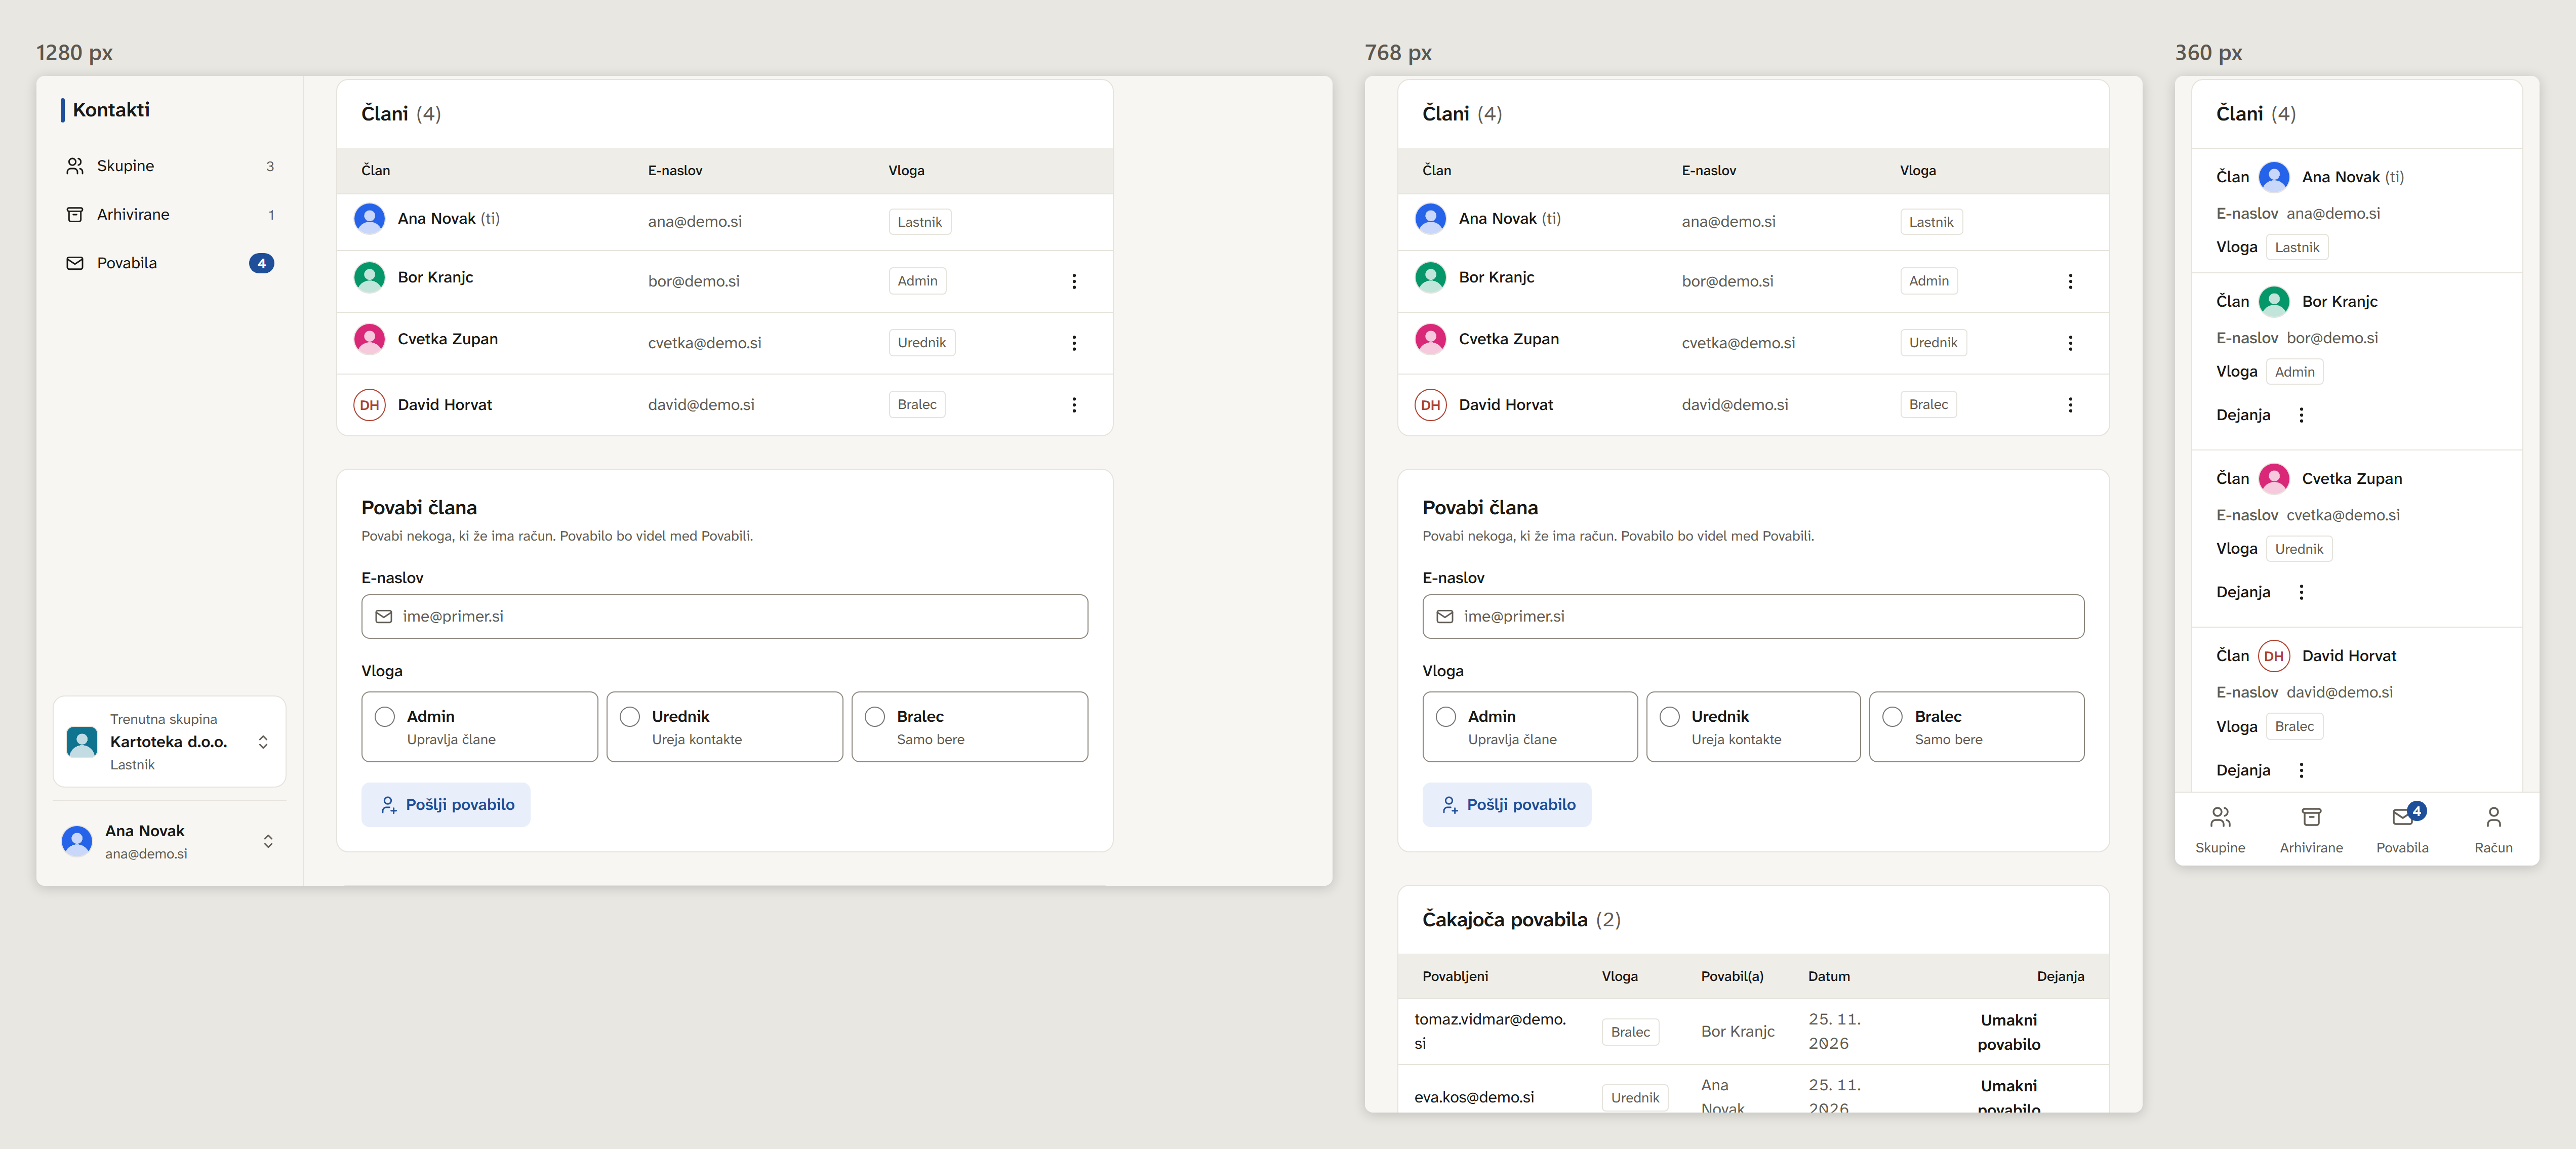 1280 px
Kontakti
Skupine 3
Arhivirane 1
Povabila 4
Trenutna skupina
Kartoteka d.o.o.
Lastnik
Ana Novak
ana@demo.si
Člani (4)
Član E-naslov Vloga
Ana Novak (ti) ana@demo.si Lastnik
Bor Kranjc bor@demo.si Admin
Cvetka Zupan cvetka@demo.si Urednik
DH David Horvat david@demo.si Bralec
Povabi člana
Povabi nekoga, ki že ima račun. Povabilo bo videl med Povabili.
E-naslov
ime@primer.si
Vloga
Admin
Upravlja člane
Urednik
Ureja kontakte
Bralec
Samo bere
Pošlji povabilo
768 px
Člani (4)
Član E-naslov Vloga
Ana Novak (ti) ana@demo.si Lastnik
Bor Kranjc bor@demo.si Admin
Cvetka Zupan cvetka@demo.si Urednik
DH David Horvat david@demo.si Bralec
Povabi člana
Povabi nekoga, ki že ima račun. Povabilo bo videl med Povabili.
E-naslov
ime@primer.si
Vloga
Admin
Upravlja člane
Urednik
Ureja kontakte
Bralec
Samo bere
Pošlji povabilo
Čakajoča povabila (2)
Povabljeni Vloga Povabil(a) Datum Dejanja
tomaz.vidmar@demo.
si
Bralec
Bor Kranjc
25. 11.
2026
Umakni
povabilo
eva.kos@demo.si
Urednik
Ana
Novak
25. 11.
2026
Umakni
povabilo
360 px
Člani (4)
Član Ana Novak (ti)
E-naslov ana@demo.si
Vloga Lastnik
Član Bor Kranjc
E-naslov bor@demo.si
Vloga Admin
Dejanja
Član Cvetka Zupan
E-naslov cvetka@demo.si
Vloga Urednik
Dejanja
Član DH David Horvat
E-naslov david@demo.si
Vloga Bralec
Dejanja
4
Skupine Arhivirane Povabila Račun